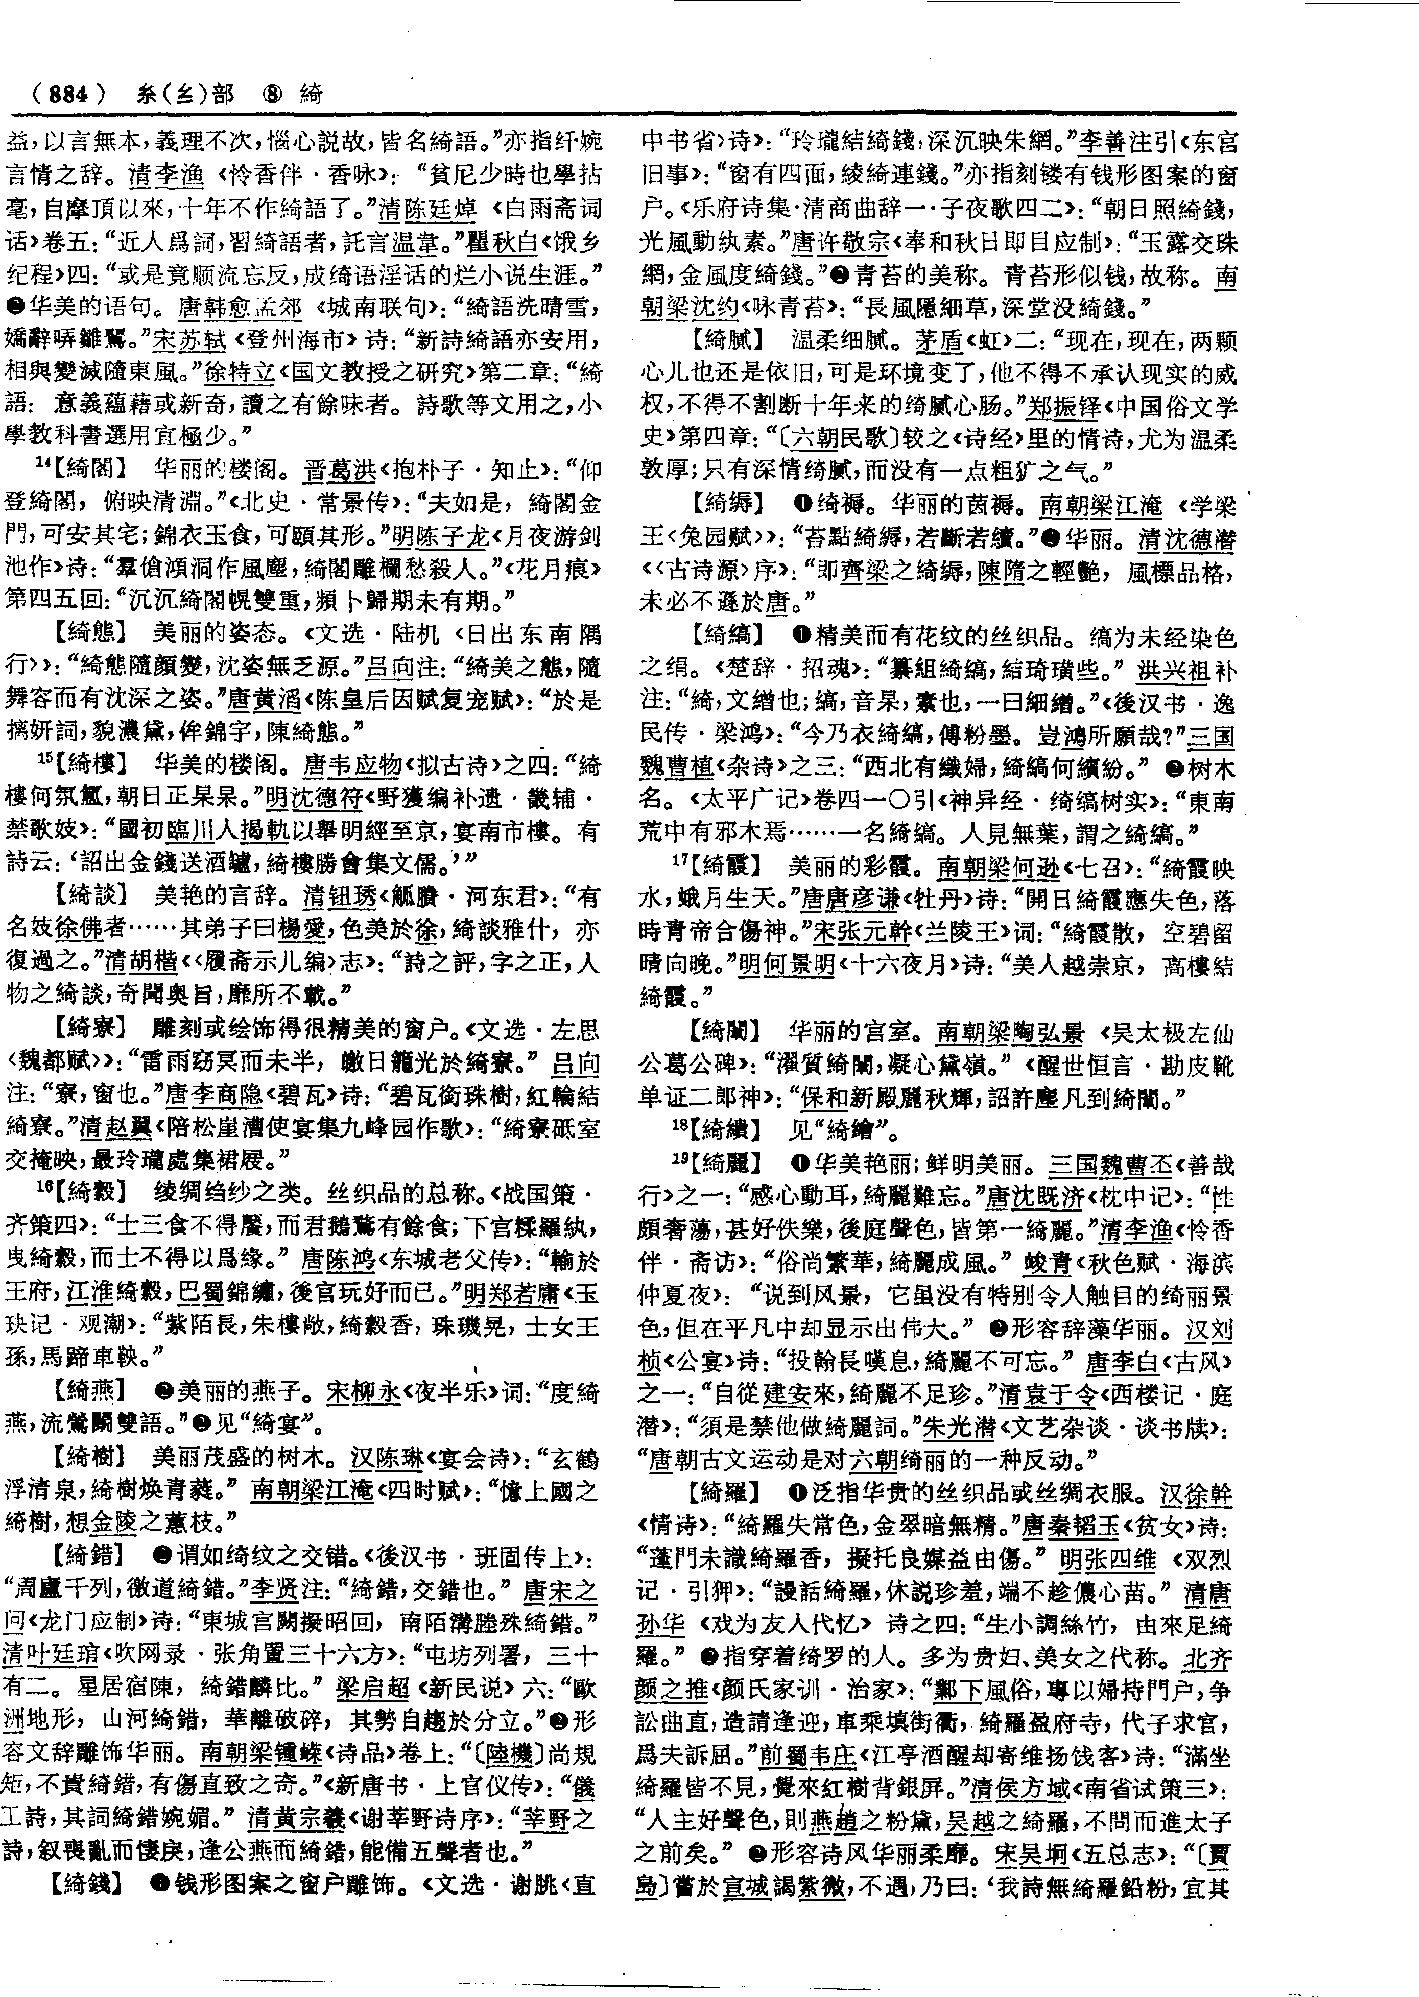 （884） 糸(纟)部 ⑧ 綺
益，以言無本，義理不次，惱心説故，皆名綺語。”亦指纤婉
言情之辞。清李渔《怜香伴·香咏》：“貧尼少時也學拈
毫，自摩頂以來，十年不作綺語了。”清陈廷焯《白雨斋词
话》卷五：“近人爲詞，習綺語者，託言温韋。”瞿秋白《饿乡
纪程》四：“或是竟顺流忘反，成绮语淫话的烂小说生涯。”
❷华美的语句。唐韩愈孟郊《城南联句》：“綺語洗晴雪，
嬌辭哢雛鶯。”宋苏轼《登州海市》诗：“新詩綺語亦安用，
相與變滅隨東風。”徐特立《国文教授之研究》第二章：“綺
語：意義蘊藉或新奇，讀之有餘味者。詩歌等文用之，小
學教科書選用宜極少。”
14【綺閣】 华丽的楼阁。晋葛洪《抱朴子·知止》：“仰
登綺閣，俯映清淵。”《北史·常景传》：“夫如是，綺閣金
門，可安其宅；錦衣玉食，可頤其形。”明陈子龙《月夜游剑
池作》诗：“羣傖澒洞作風塵，綺閣雕欄愁殺人。”《花月痕》
第四五回：“沉沉綺閣幌雙重，頻卜歸期未有期。”
【綺態】 美丽的姿态。《文选·陆机〈日出东南隅
行〉》：“綺態隨顔變，沈姿無乏源。”吕向注：“綺美之態，隨
舞容而有沈深之姿。”唐黄滔《陈皇后因赋复宠赋》：“於是
摛妍詞，貌濃黛，侔錦字，陳綺態。”
15【綺樓】 华美的楼阁。唐韦应物《拟古诗》之四：“綺
樓何氛氳，朝日正杲杲。”明沈德符《野獲编补遗·畿辅·
禁歌妓》：“國初臨川人揭軌以舉明經至京，宴南市樓。有
詩云：‘詔出金錢送酒罏，綺樓勝會集文儒。’”
【綺談】 美艳的言辞。清钮琇《觚賸·河东君》：“有
名妓徐佛者……其弟子曰楊愛，色美於徐，綺談雅什，亦
復過之。”清胡楷《〈履斋示儿编〉志》：“詩之評，字之正，人
物之綺談，奇聞奥旨，靡所不載。”
【綺寮】 雕刻或绘饰得很精美的窗户。《文选·左思
〈魏都赋〉》：“雷雨窈冥而未半，皦日籠光於綺寮。”吕向
注：“寮，窗也。”唐李商隐《碧瓦》诗：“碧瓦銜珠樹，紅輪結
綺寮。”清赵翼《陪松崖漕使宴集九峰园作歌》：“綺寮砥室
交掩映，最玲瓏處集裙屐。”
16【綺縠】 绫绸绉纱之类。丝织品的总称。《战国策·
齐策四》：“士三食不得饜，而君鵝鶩有餘食；下宫糅羅紈，
曳綺縠，而士不得以爲緣。”唐陈鸿《东城老父传》：“輸於
王府，江淮綺縠，巴蜀錦繡，後宫玩好而已。”明郑若庸《玉
玦记·观潮》：“紫陌長，朱樓敞，綺縠香，珠璣晃，士女王
孫，馬蹄車鞅。”
【綺燕】 ❶美丽的燕子。宋柳永《夜半乐》词：“度綺
燕，流鶯鬭雙語。”❷见“綺宴”。
【綺樹】 美丽茂盛的树木。汉陈琳《宴会诗》：“玄鹤
浮清泉，綺樹焕青蕤。”南朝梁江淹《四时赋》：“憶上國之
綺樹，想金陵之蕙枝。”
【綺錯】 ❶谓如绮纹之交错。《後汉书·班固传上》：
“周廬千列，徼道綺錯。”李贤注：“綺錯，交錯也。”唐宋之
问《龙门应制》诗：“東城宫闕擬昭回，南陌溝塍殊綺錯。”
清叶廷琯《吹网录·张角置三十六方》：“屯坊列署，三十
有二。星居宿陳，綺錯麟比。”梁启超《新民说》六：“歐
洲地形，山河綺錯，華離破碎，其勢自趨於分立。”❷形
容文辞雕饰华丽。南朝梁锺嵘《诗品》卷上：“〔陸機〕尚規
矩，不貴綺錯，有傷直致之奇。”《新唐书·上官仪传》：“儀
工詩，其詞綺錯婉媚。”清黄宗羲《谢莘野诗序》：“莘野之
詩，叙喪亂而悽戾，逢公燕而綺錯，能備五聲者也。”
【綺錢】 ❶钱形图案之窗户雕饰。《文选·谢朓〈直
中书省〉诗》：“玲瓏結綺錢，深沉映朱網。”李善注引《东宫
旧事》：“窗有四面，綾綺連錢。”亦指刻镂有钱形图案的窗
户。《乐府诗集·清商曲辞一·子夜歌四二》：“朝日照綺錢，
光風動紈素。”唐许敬宗《奉和秋日即目应制》：“玉露交珠
網，金風度綺錢。”❷青苔的美称。青苔形似钱，故称。南
朝梁沈约《咏青苔》：“長風隱細草，深堂没綺錢。”
【綺腻】 温柔细腻。茅盾《虹》二：“现在，现在，两颗
心儿也还是依旧，可是环境变了，他不得不承认现实的威
权，不得不割断十年来的绮腻心肠。”郑振铎《中国俗文学
史》第四章：“〔六朝民歌〕较之《诗经》里的情诗，尤为温柔
敦厚；只有深情绮腻，而没有一点粗犷之气。”
【綺縟】 ❶绮褥。华丽的茵褥。南朝梁江淹《学梁
王〈兔园赋〉》：“苔點綺縟，若斷若續。”❷华丽。清沈德潜
《〈古诗源〉序》：“即齊梁之綺縟，陳隋之輕艷，風標品格，
未必不遜於唐。”
【綺縞】 ❶精美而有花纹的丝织品。缟为未经染色
之绢。《楚辞·招魂》：“纂組綺縞，結琦璜些。”洪兴祖补
注：“綺，文繒也；縞，音杲，素也，一曰細繒。”《後汉书·逸
民传·梁鸿》：“今乃衣綺縞，傅粉墨。豈鴻所願哉？”三国
魏曹植《杂诗》之三：“西北有織婦，綺縞何繽紛。”❷树木
名。《太平广记》卷四一〇引《神异经·绮缟树实》：“東南
荒中有邪木焉……一名綺縞。人見無葉，謂之綺縞。”
17【綺霞】 美丽的彩霞。南朝梁何逊《七召》：“綺霞映
水，蛾月生天。”唐唐彦谦《牡丹》诗：“開日綺霞應失色，落
時青帝合傷神。”宋张元幹《兰陵王》词：“綺霞散，空碧留
晴向晚。”明何景明《十六夜月》诗：“美人越崇京，高樓結
綺霞。”
【綺闈】 华丽的宫室。南朝梁陶弘景《吴太极左仙
公葛公碑》：“濯質綺闈，凝心黛嶺。”《醒世恒言·勘皮靴
单证二郎神》：“保和新殿麗秋輝，詔許塵凡到綺闈。”
18【綺繢】 见“綺繪”。
19【綺麗】 ❶华美艳丽；鲜明美丽。三国魏曹丕《善哉
行》之一：“感心動耳，綺麗難忘。”唐沈既济《枕中记》：“性
頗奢蕩，甚好佚樂，後庭聲色，皆第一綺麗。”清李渔《怜香
伴·斋访》：“俗尚繁華，綺麗成風。”峻青《秋色赋·海滨
仲夏夜》：“说到风景，它虽没有特别令人触目的绮丽景
色，但在平凡中却显示出伟大。”❷形容辞藻华丽。汉刘
桢《公宴》诗：“投翰長嘆息，綺麗不可忘。”唐李白《古风》
之一：“自從建安來，綺麗不足珍。”清袁于令《西楼记·庭
潜》：“須是禁他做綺麗詞。”朱光潜《文艺杂谈·谈书牍》：
“唐朝古文运动是对六朝绮丽的一种反动。”
【綺羅】 ❶泛指华贵的丝织品或丝绸衣服。汉徐幹
《情诗》：“綺羅失常色，金翠暗無精。”唐秦韬玉《贫女》诗：
“蓬門未識綺羅香，擬托良媒益自傷。”明张四维《双烈
记·引狎》：“謾話綺羅，休説珍羞，端不趁儂心苗。”清唐
孙华《戏为友人代忆》诗之四：“生小調絲竹，由來足綺
羅。”❷指穿着绮罗的人。多为贵妇、美女之代称。北齐
颜之推《颜氏家训·治家》：“鄴下風俗，專以婦持門户，争
訟曲直，造請逢迎，車乘填街衢，綺羅盈府寺，代子求官，
爲夫訴屈。”前蜀韦庄《江亭酒醒却寄维扬饯客》诗：“滿坐
綺羅皆不見，覺來紅樹背銀屏。”清侯方域《南省试策三》：
“人主好聲色，則燕趙之粉黛，吴越之綺羅，不問而進太子
之前矣。”❸形容诗风华丽柔靡。宋吴坰《五总志》：“〔賈
島〕嘗於宣城謁紫微，不遇，乃曰：‘我詩無綺羅鉛粉，宜其